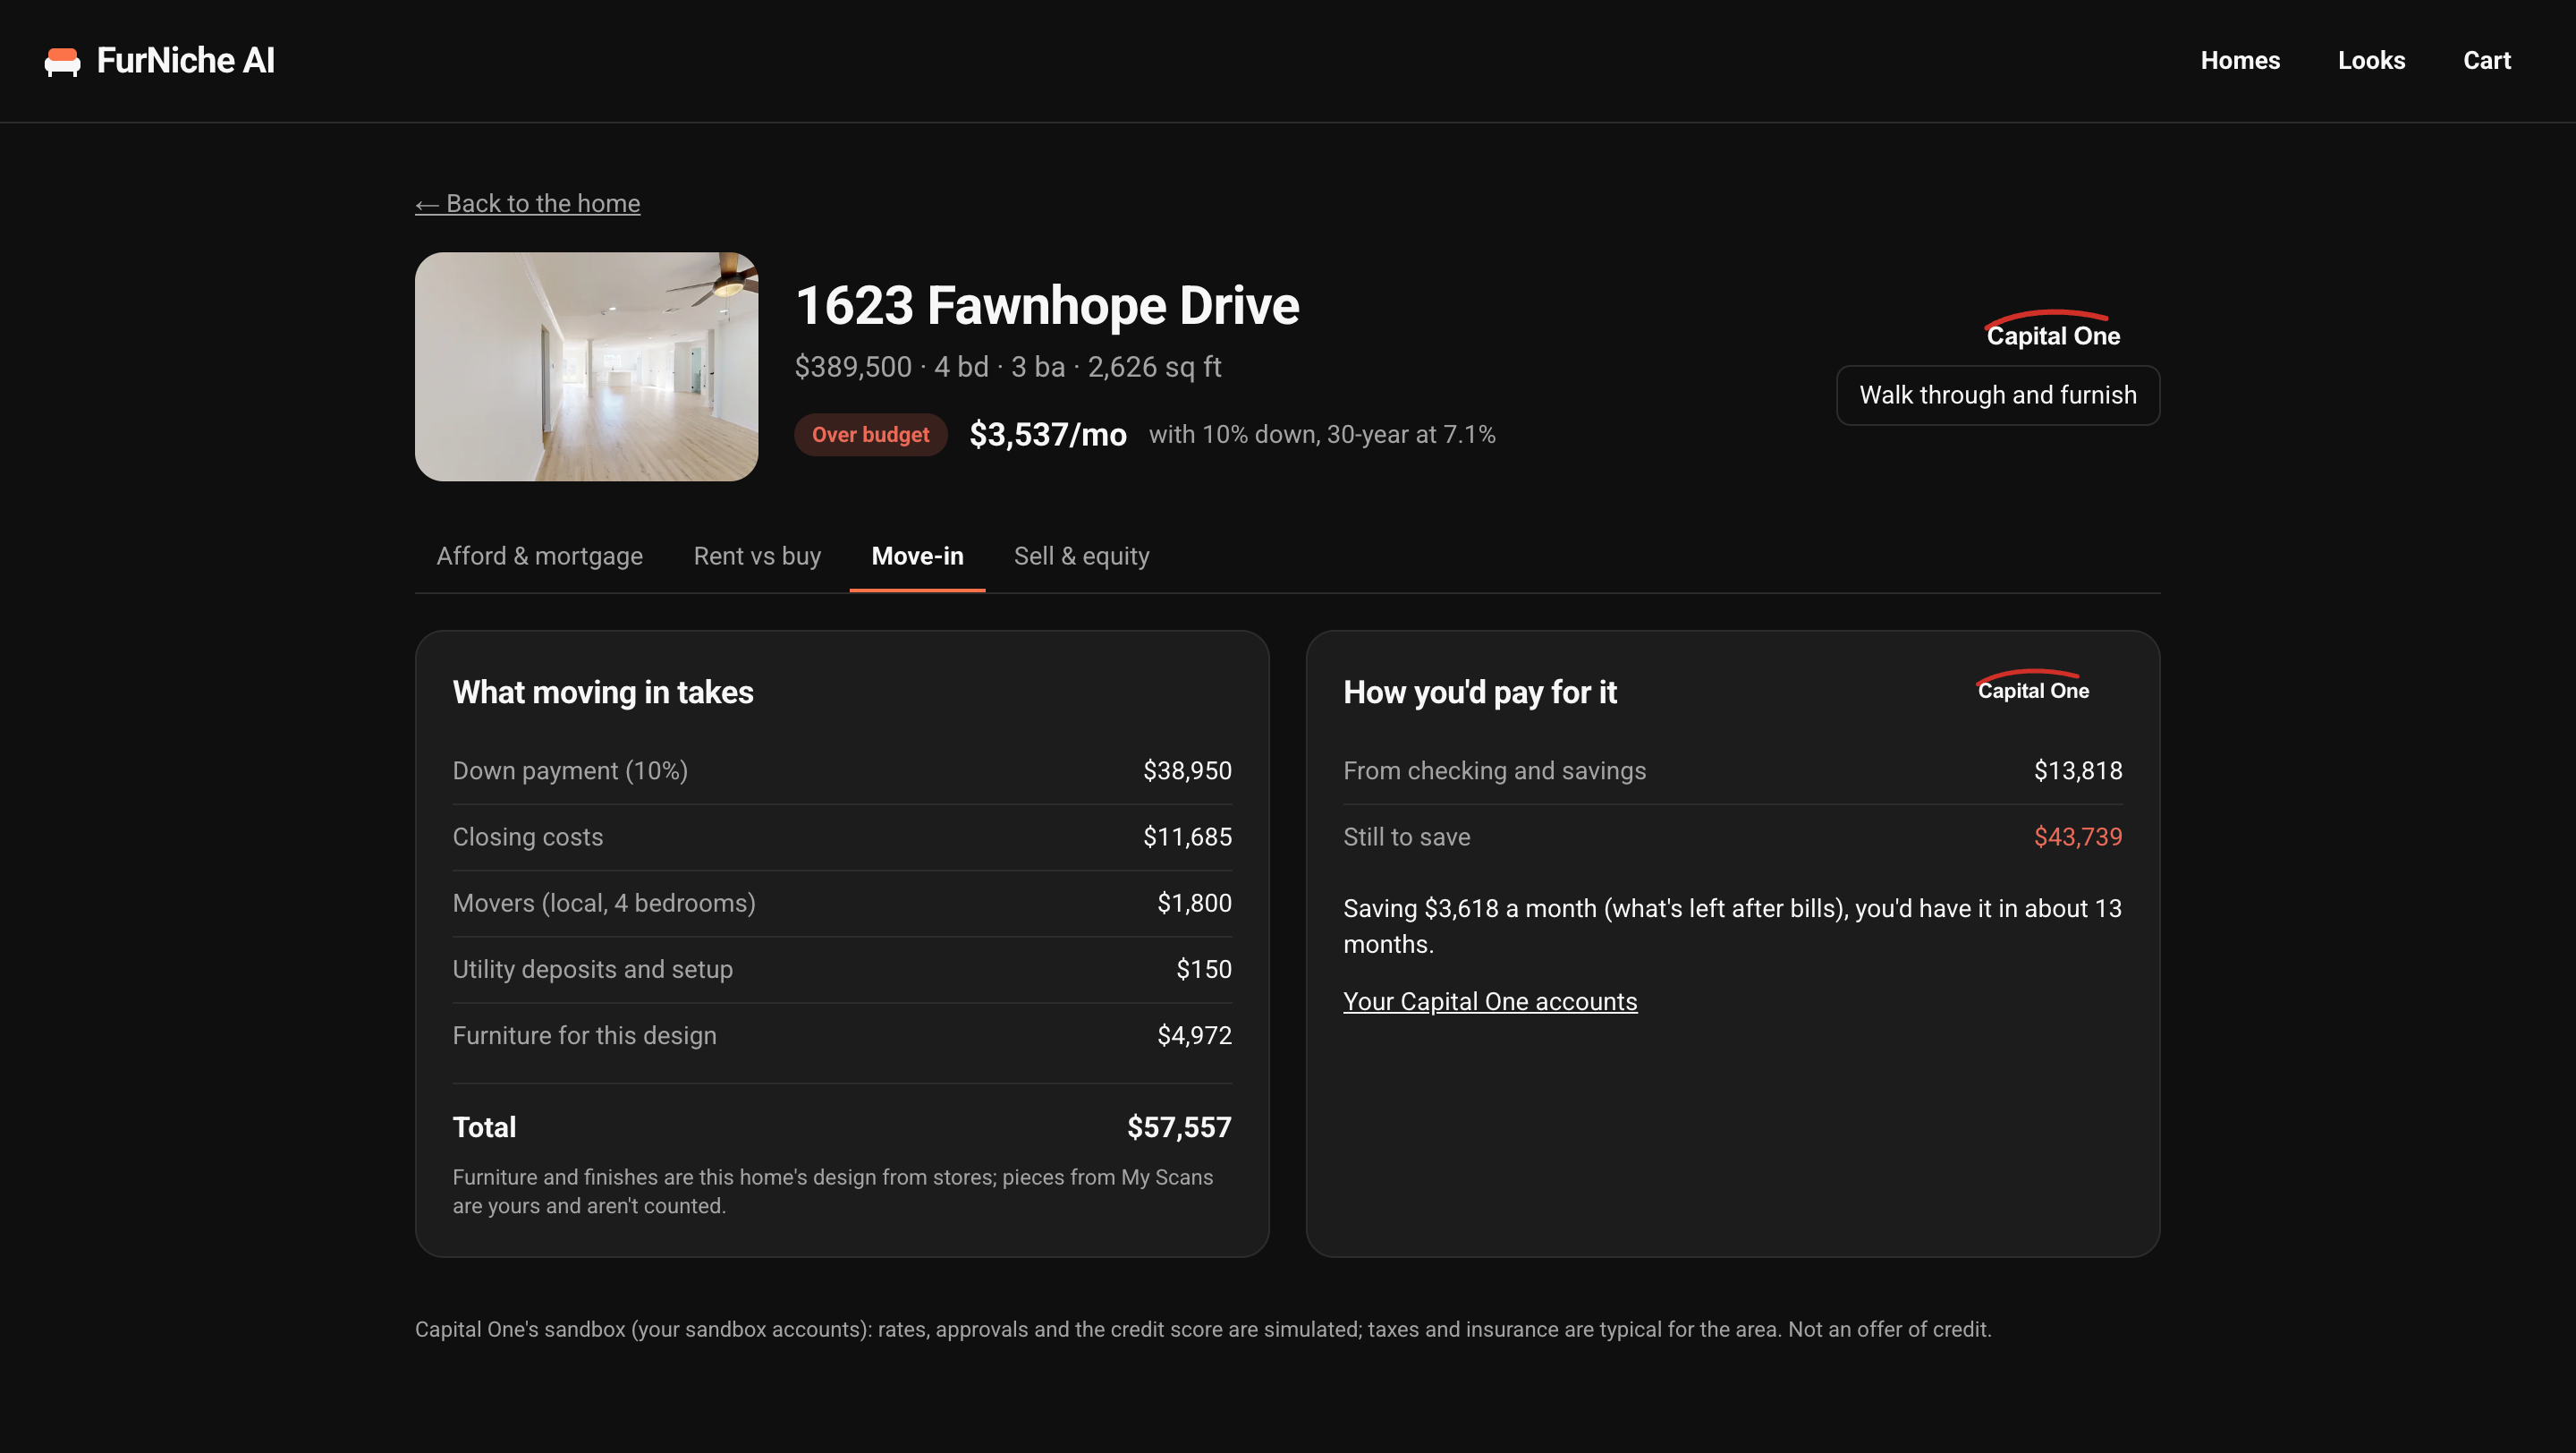 FurNiche AI
Homes
Looks
Cart
← Back to the home
1623 Fawnhope Drive
$389,500 · 4 bd · 3 ba · 2,626 sq ft
Over budget
$3,537/mo
with 10% down, 30-year at 7.1%
Capital One
Walk through and furnish
Afford & mortgage
Rent vs buy
Move-in
Sell & equity
What moving in takes
Down payment (10%)
$38,950
Closing costs
$11,685
Movers (local, 4 bedrooms)
$1,800
Utility deposits and setup
$150
Furniture for this design
$4,972
Total
$57,557
Furniture and finishes are this home's design from stores; pieces from My Scans
are yours and aren't counted.
How you'd pay for it
Capital One
From checking and savings
$13,818
Still to save
$43,739
Saving $3,618 a month (what's left after bills), you'd have it in about 13
months.
Your Capital One accounts
Capital One's sandbox (your sandbox accounts): rates, approvals and the credit score are simulated; taxes and insurance are typical for the area. Not an offer of credit.